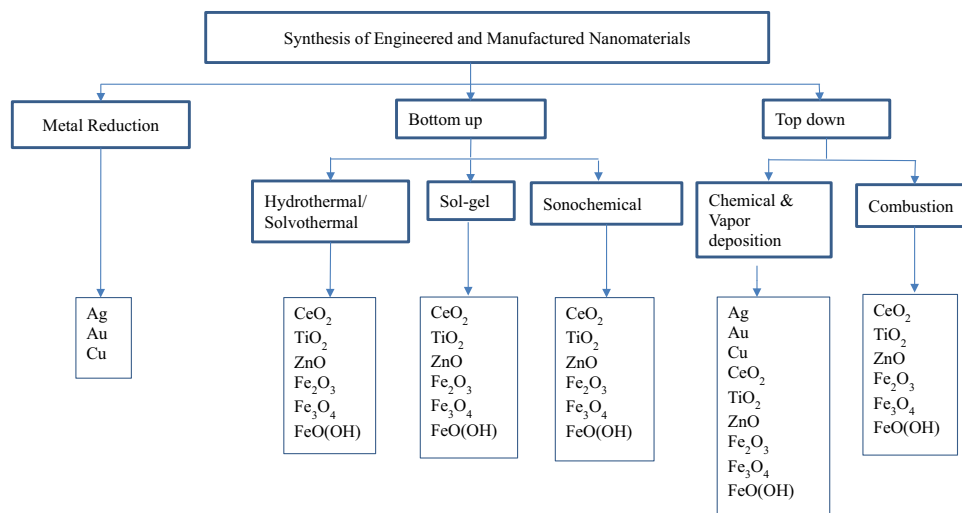 Synthesis of Engineered and Manufactured Nanomaterials
Metal Reduction
Bottom up
Top down
Hydrothermal/
Solvothermal
Sol-gel
Sonochemical
Chemical &
Vapor
deposition
Combustion
Ag
Au
Cu
CeO₂
TiO₂
ZnO
Fe₂O₃
Fe₃O₄
FeO(OH)
CeO₂
TiO₂
ZnO
Fe₂O₃
Fe₃O₄
FeO(OH)
CeO₂
TiO₂
ZnO
Fe₂O₃
Fe₃O₄
FeO(OH)
Ag
Au
Cu
CeO₂
TiO₂
ZnO
Fe₂O₃
Fe₃O₄
FeO(OH)
CeO₂
TiO₂
ZnO
Fe₂O₃
Fe₃O₄
FeO(OH)